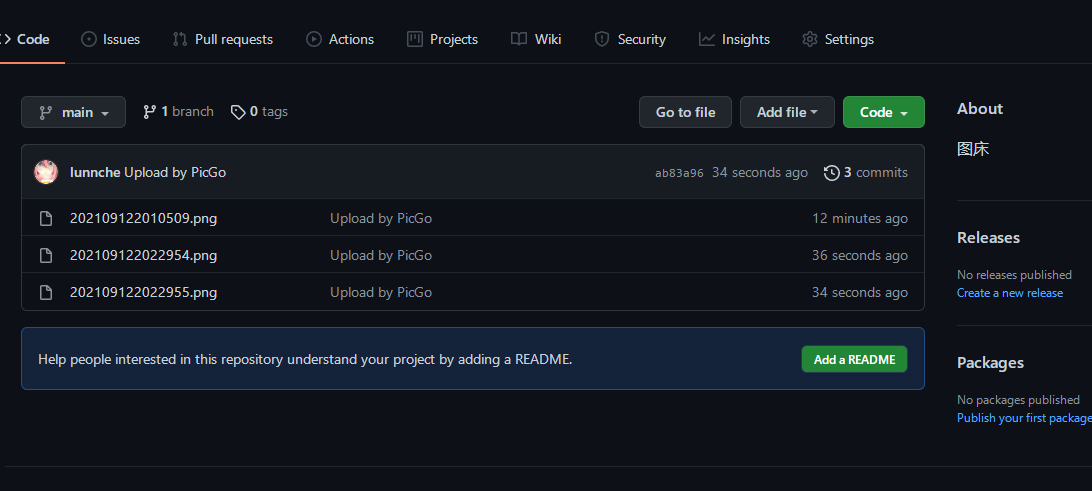 Code Issues Pull requests Actions Projects Wiki Security Insights Settings
main 1 branch 0 tags Go to file Add file Code
lunnche Upload by PicGo ab83a96 34 seconds ago 3 commits
202109122010509.png Upload by PicGo 12 minutes ago
202109122022954.png Upload by PicGo 36 seconds ago
202109122022955.png Upload by PicGo 34 seconds ago
Help people interested in this repository understand your project by adding a README. Add a README
About
图床
Releases
No releases published
Create a new release
Packages
No packages published
Publish your first package